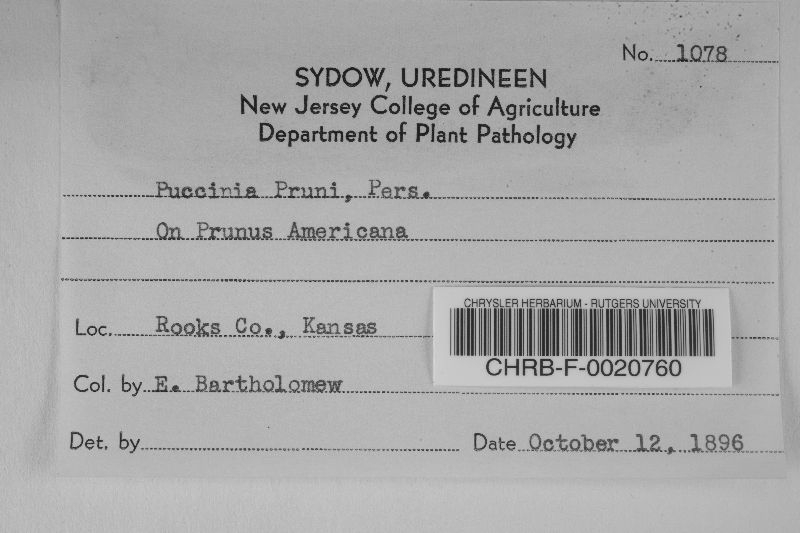 No. 1078
SYDOW, UREDINEEN
New Jersey College of Agriculture
Department of Plant Pathology
Puccinia Pruni, Pers.
On Prunus Americana
CHRYSLER HERBARIUM - RUTGERS UNIVERSITY
CHRB-F-0020760
Loc. Rooks Co., Kansas
Col. by E. Bartholomew
Det. by
Date October 12, 1896